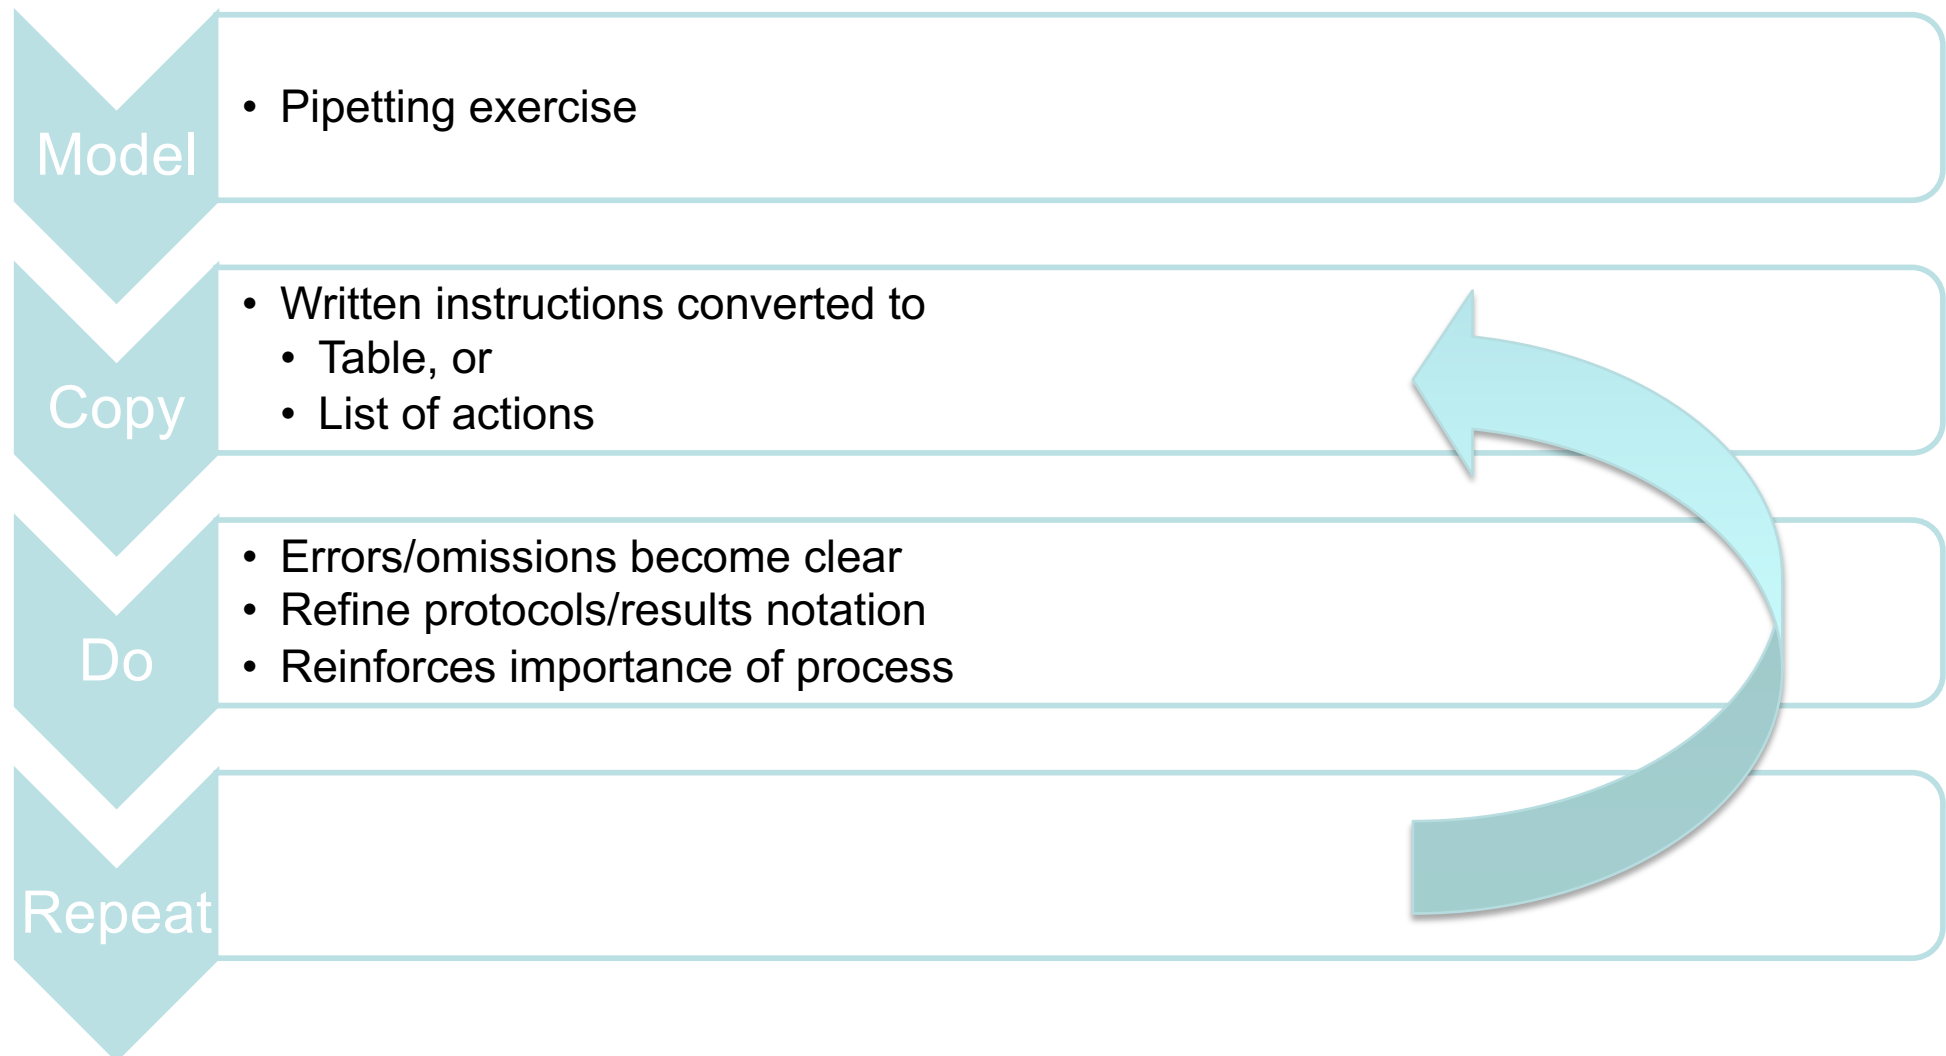 Model
• Pipetting exercise
Copy
• Written instructions converted to
• Table, or
• List of actions
Do
• Errors/omissions become clear
• Refine protocols/results notation
• Reinforces importance of process
Repeat